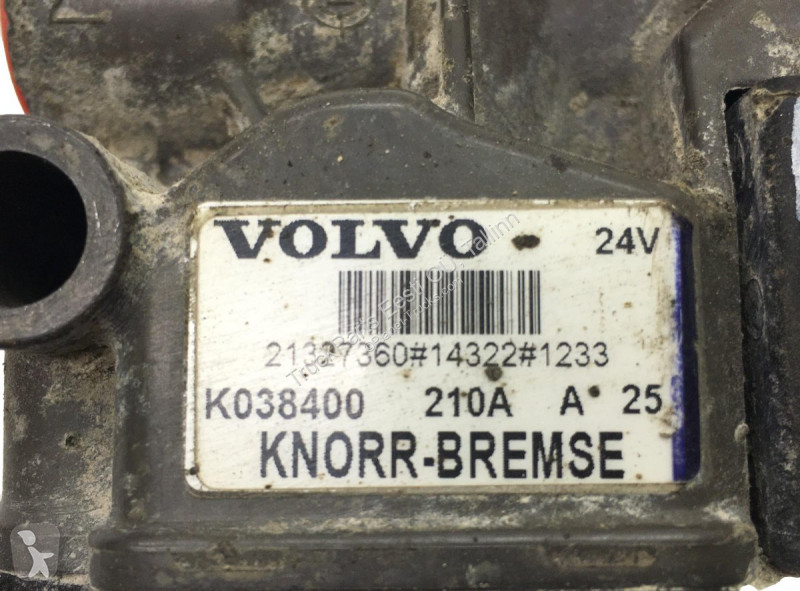 VOLVO 24V
21327360#14322#1233
K038400 210A A 25
KNORR-BREMSE